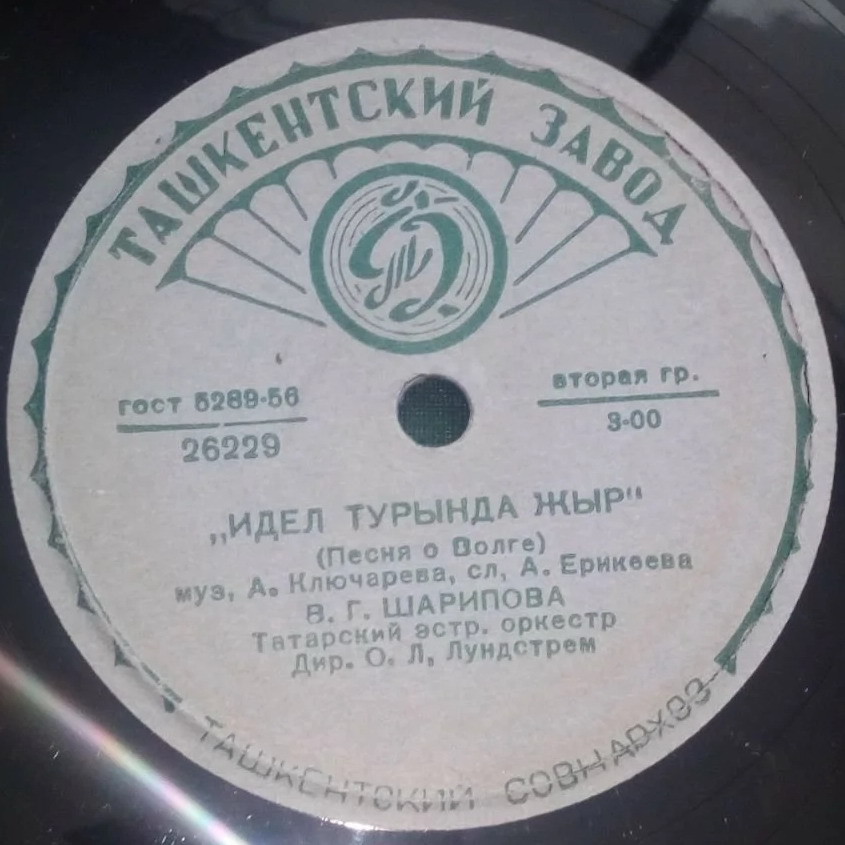 ТАШКЕНТСКИЙ ЗАВОД
ГОСТ 5289-56
26229
вторая гр.
3-00
„ИДЕЛ ТУРЫНДА ЖЫР"
(Песня о Волге)
муз, А. Ключарева, сл, А. Ерикеева
В. Г. ШАРИПОВА
Татарский эстр. оркестр
Дир. О. Л, Лундстрем
ТАШКЕНТСКИЙ СОВНАРХОЗ